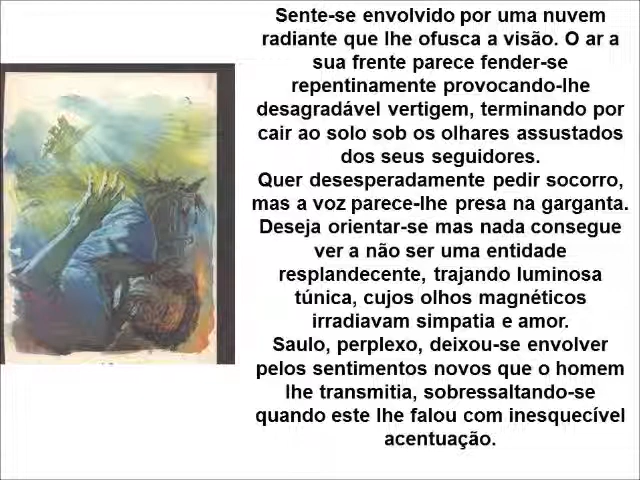 Sente-se envolvido por uma nuvem
radiante que lhe ofusca a visão. O ar a
sua frente parece fender-se
repentinamente provocando-lhe
desagradável vertigem, terminando por
cair ao solo sob os olhares assustados
dos seus seguidores.
Quer desesperadamente pedir socorro,
mas a voz parece-lhe presa na garganta.
Deseja orientar-se mas nada consegue
ver a não ser uma entidade
resplandecente, trajando luminosa
túnica, cujos olhos magnéticos
irradiavam simpatia e amor.
Saulo, perplexo, deixou-se envolver
pelos sentimentos novos que o homem
lhe transmitia, sobressaltando-se
quando este lhe falou com inesquecível
acentuação.